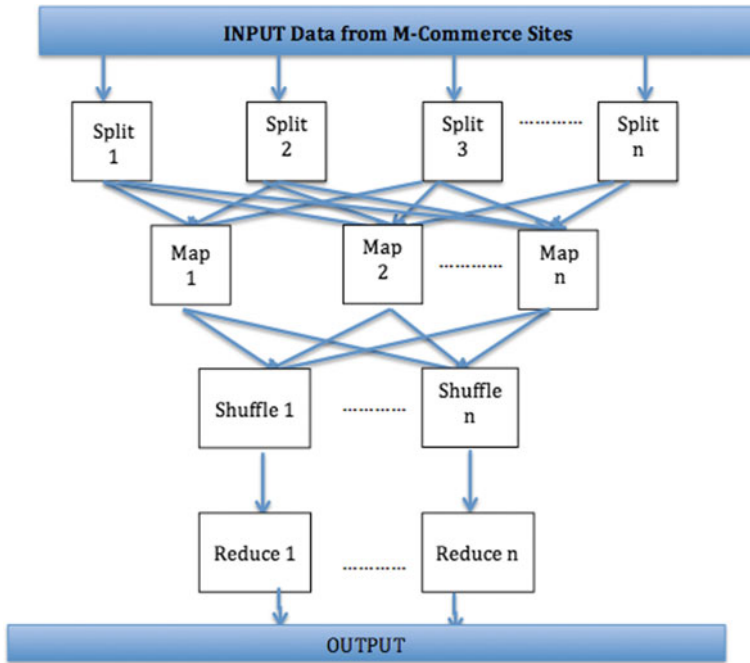 INPUT Data from M-Commerce Sites
Split
1
Split
2
Split
3
............
Split
n
Map
1
Map
2
............
Map
n
Shuffle 1
............
Shuffle
n
Reduce 1
............
Reduce n
OUTPUT